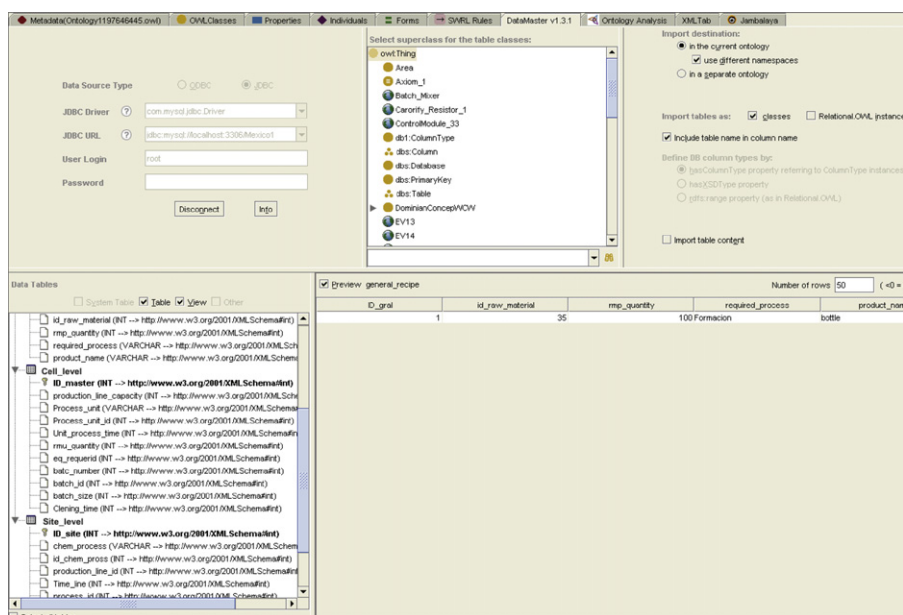 Metadata(Ontology1197646445.owl) OWLClasses Properties Individuals Forms SWRL Rules DataMaster v1.3.1 Ontology Analysis XMLTab Jambalaya
Select superclass for the table classes:
Import destination:
owl:Thing
in the current ontology
Area
use different namespaces
Axiom_1
in a separate ontology
Data Source Type ODBC JDBC
Batch_Mixer
Carority_Resistor_1
JDBC Driver ? com.mysql.jdbc.Driver
ControlModule_33
Import tables as: classes Relational.OWL instance
db1:ColumnType
JDBC URL ? jdbc:mysql://localhost:3306/Mexico1
dbs:Column
Include table name in column name
dbs:Database
User Login root
Define DB column types by:
dbs:PrimaryKey
hasColumnType property referring to ColumnType instances
Password
dbs:Table
hasXSDType property
DominianConcepWCW
rdfs:range property (as in Relational.OWL)
Disconnect Info
EV13
EV14
Import table content
Data Tables
System Table Table View Other
id_raw_material (INT --> http://www.w3.org/2001/XMLSchema#int)
rmp_quantity (INT --> http://www.w3.org/2001/XMLSchema#int)
required_process (VARCHAR --> http://www.w3.org/2001/XMLSchem
product_name (VARCHAR --> http://www.w3.org/2001/XMLSchem
Cell_level
ID_master (INT --> http://www.w3.org/2001/XMLSchema#int)
production_line_capacity (INT --> http://www.w3.org/2001/XMLSche
Process_unit (VARCHAR --> http://www.w3.org/2001/XMLSchema
Process_unit_id (INT --> http://www.w3.org/2001/XMLSchema#int)
Unit_process_time (INT --> http://www.w3.org/2001/XMLSchema#int
rmu_quantity (INT --> http://www.w3.org/2001/XMLSchema#int)
eq_requerid (INT --> http://www.w3.org/2001/XMLSchema#int)
batc_number (INT --> http://www.w3.org/2001/XMLSchema#int)
batch_id (INT --> http://www.w3.org/2001/XMLSchema#int)
batch_size (INT --> http://www.w3.org/2001/XMLSchema#int)
Clening_time (INT --> http://www.w3.org/2001/XMLSchema#int)
Site_level
ID_site (INT --> http://www.w3.org/2001/XMLSchema#int)
chem_process (VARCHAR --> http://www.w3.org/2001/XMLSchem
id_chem_pross (INT --> http://www.w3.org/2001/XMLSchema#int)
production_line_id (INT --> http://www.w3.org/2001/XMLSchema#int
Time_line (INT --> http://www.w3.org/2001/XMLSchema#int)
process_id (INT --> http://www.w3.org/2001/XMLSchema#int)
Preview general_recipe Number of rows 50 ( <0 =
ID_gral id_raw_material rmp_quantity required_process product_nam
1 35 100 Formacion bottle